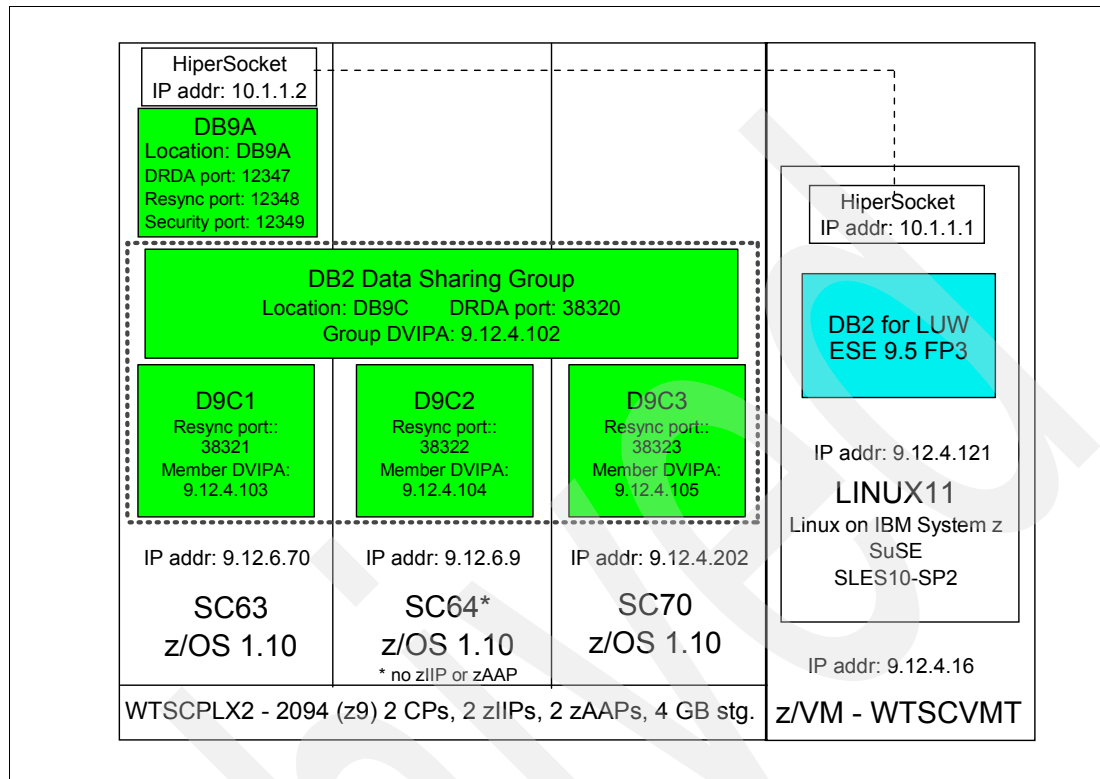 HiperSocket
IP addr: 10.1.1.2
DB9A
Location: DB9A
DRDA port: 12347
Resync port: 12348
Security port: 12349
DB2 Data Sharing Group
Location: DB9C DRDA port: 38320
Group DVIPA: 9.12.4.102
D9C1
Resync port::
38321
Member DVIPA:
9.12.4.103
D9C2
Resync port::
38322
Member DVIPA:
9.12.4.104
D9C3
Resync port::
38323
Member DVIPA:
9.12.4.105
IP addr: 9.12.6.70
SC63
z/OS 1.10
IP addr: 9.12.6.9
SC64*
z/OS 1.10
* no zIIP or zAAP
IP addr: 9.12.4.202
SC70
z/OS 1.10
WTSCPLX2 - 2094 (z9) 2 CPs, 2 zIIPs, 2 zAAPs, 4 GB stg.
HiperSocket
IP addr: 10.1.1.1
DB2 for LUW
ESE 9.5 FP3
IP addr: 9.12.4.121
LINUX11
Linux on IBM System z
SuSE
SLES10-SP2
IP addr: 9.12.4.16
z/VM - WTSCVMT